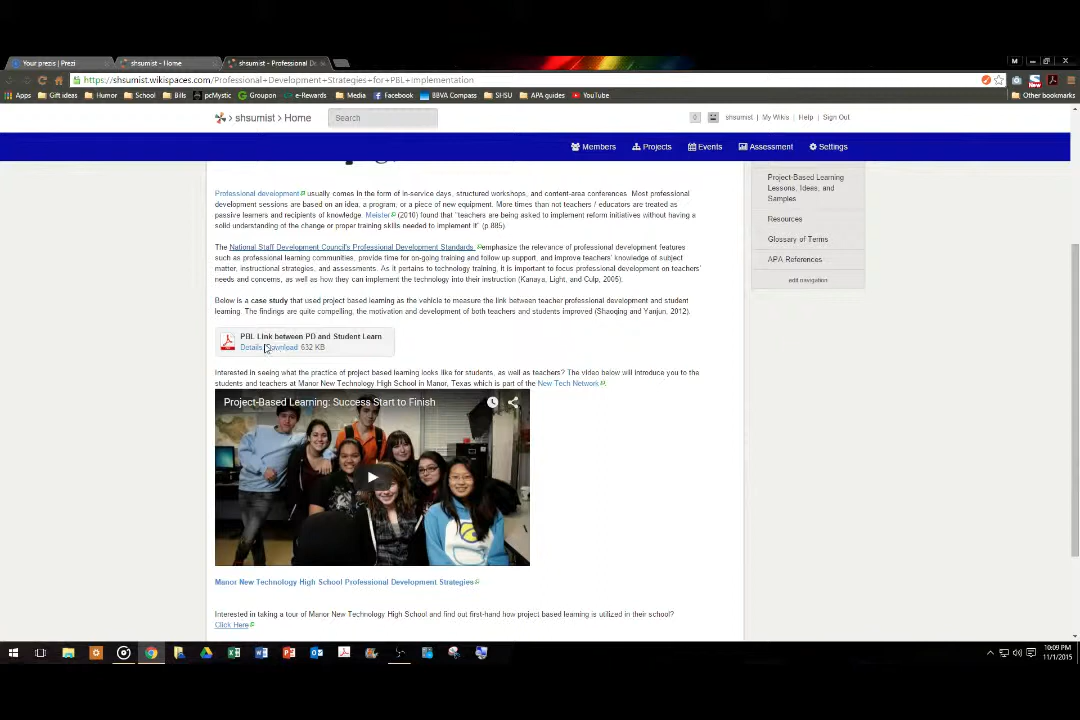 Your prezis | Prezi
shsumist - Home
shsumist - Professional De
M
https://shsumist.wikispaces.com/Professional+Development+Strategies+for+PBL+Implementation
Apps Gift ideas Humor School Bills pcMystic Groupon e-Rewards Media Facebook BBVA Compass SHSU APA guides YouTube Other bookmarks
shsumist > Home Search shsumist | My Wikis | Help | Sign Out
Members Projects Events Assessment Settings
Professional development usually comes in the form of in-service days, structured workshops, and content-area conferences. Most professional
development sessions are based on an idea, a program, or a piece of new equipment. More times than not teachers / educators are treated as
passive learners and recipients of knowledge. Meister (2010) found that "teachers are being asked to implement reform initiatives without having a
solid understanding of the change or proper training skills needed to implement it" (p 885).
The National Staff Development Council's Professional Development Standards emphasize the relevance of professional development features
such as professional learning communities, provide time for on-going training and follow up support, and improve teachers' knowledge of subject
matter, instructional strategies, and assessments. As it pertains to technology training, it is important to focus professional development on teachers'
needs and concerns, as well as how they can implement the technology into their instruction (Kanaya, Light, and Culp, 2005).
Below is a case study that used project based learning as the vehicle to measure the link between teacher professional development and student
learning. The findings are quite compelling, the motivation and development of both teachers and students improved (Shaoqing and Yanjun, 2012).
PBL Link between PD and Student Learn
Details Download 632 KB
Interested in seeing what the practice of project based learning looks like for students, as well as teachers? The video below will introduce you to the
students and teachers at Manor New Technology High School in Manor, Texas which is part of the New Tech Network.
Project-Based Learning: Success Start to Finish
Manor New Technology High School Professional Development Strategies
Interested in taking a tour of Manor New Technology High School and find out first-hand how project based learning is utilized in their school?
Click Here
Project-Based Learning
Lessons, Ideas, and
Samples
Resources
Glossary of Terms
APA References
edit navigation
10:09 PM
11/1/2015